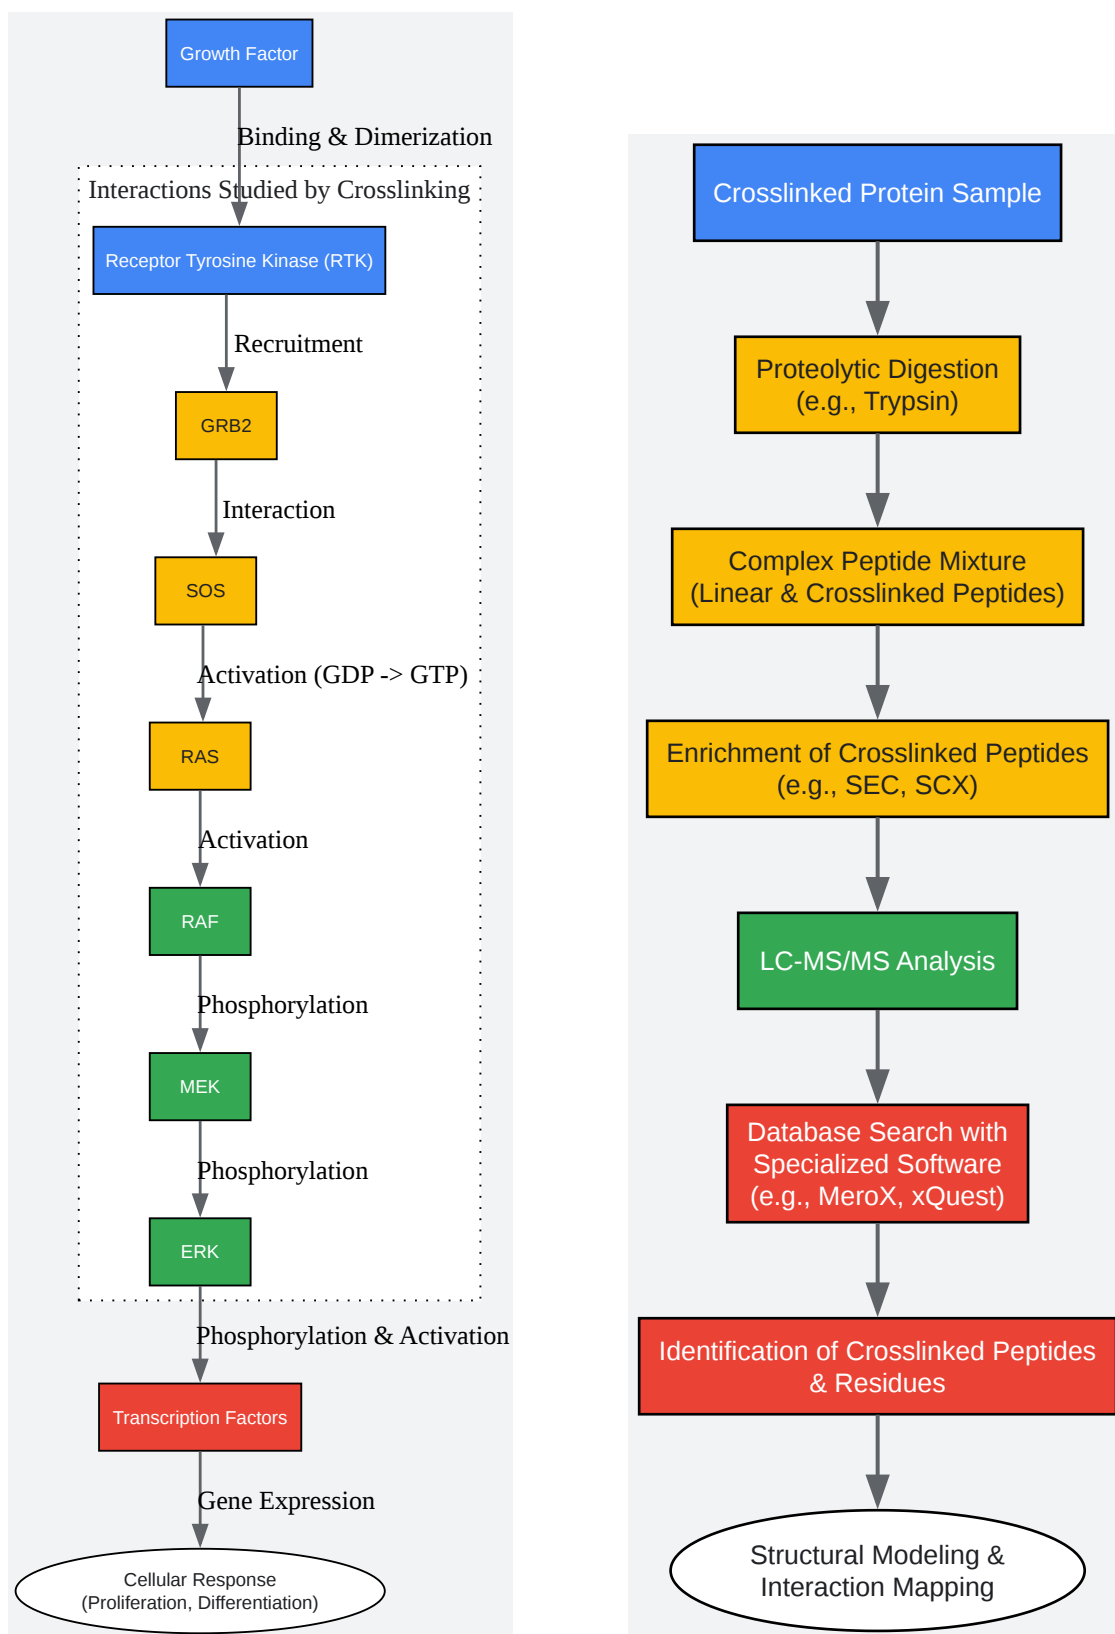 Growth Factor
Binding & Dimerization
Interactions Studied by Crosslinking
Receptor Tyrosine Kinase (RTK)
Recruitment
GRB2
Interaction
SOS
Activation (GDP -> GTP)
RAS
Activation
RAF
Phosphorylation
MEK
Phosphorylation
ERK
Phosphorylation & Activation
Transcription Factors
Gene Expression
Cellular Response
(Proliferation, Differentiation)
Crosslinked Protein Sample
Proteolytic Digestion
(e.g., Trypsin)
Complex Peptide Mixture
(Linear & Crosslinked Peptides)
Enrichment of Crosslinked Peptides
(e.g., SEC, SCX)
LC-MS/MS Analysis
Database Search with
Specialized Software
(e.g., MeroX, xQuest)
Identification of Crosslinked Peptides
& Residues
Structural Modeling &
Interaction Mapping